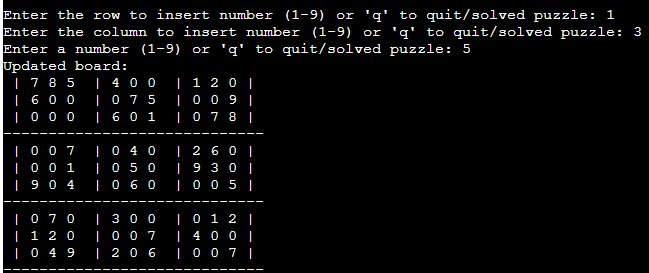 Enter the row to insert number (1-9) or 'q' to quit/solved puzzle: 1
Enter the column to insert number (1-9) or 'q' to quit/solved puzzle: 3
Enter a number (1-9) or 'q' to quit/solved puzzle: 5
Updated board:
| 7 8 5 | 4 0 0 | 1 2 0 |
| 6 0 0 | 0 7 5 | 0 0 9 |
| 0 0 0 | 6 0 1 | 0 7 8 |
-----------------------------
| 0 0 7 | 0 4 0 | 2 6 0 |
| 0 0 1 | 0 5 0 | 9 3 0 |
| 9 0 4 | 0 6 0 | 0 0 5 |
-----------------------------
| 0 7 0 | 3 0 0 | 0 1 2 |
| 1 2 0 | 0 0 7 | 4 0 0 |
| 0 4 9 | 2 0 6 | 0 0 7 |
-----------------------------